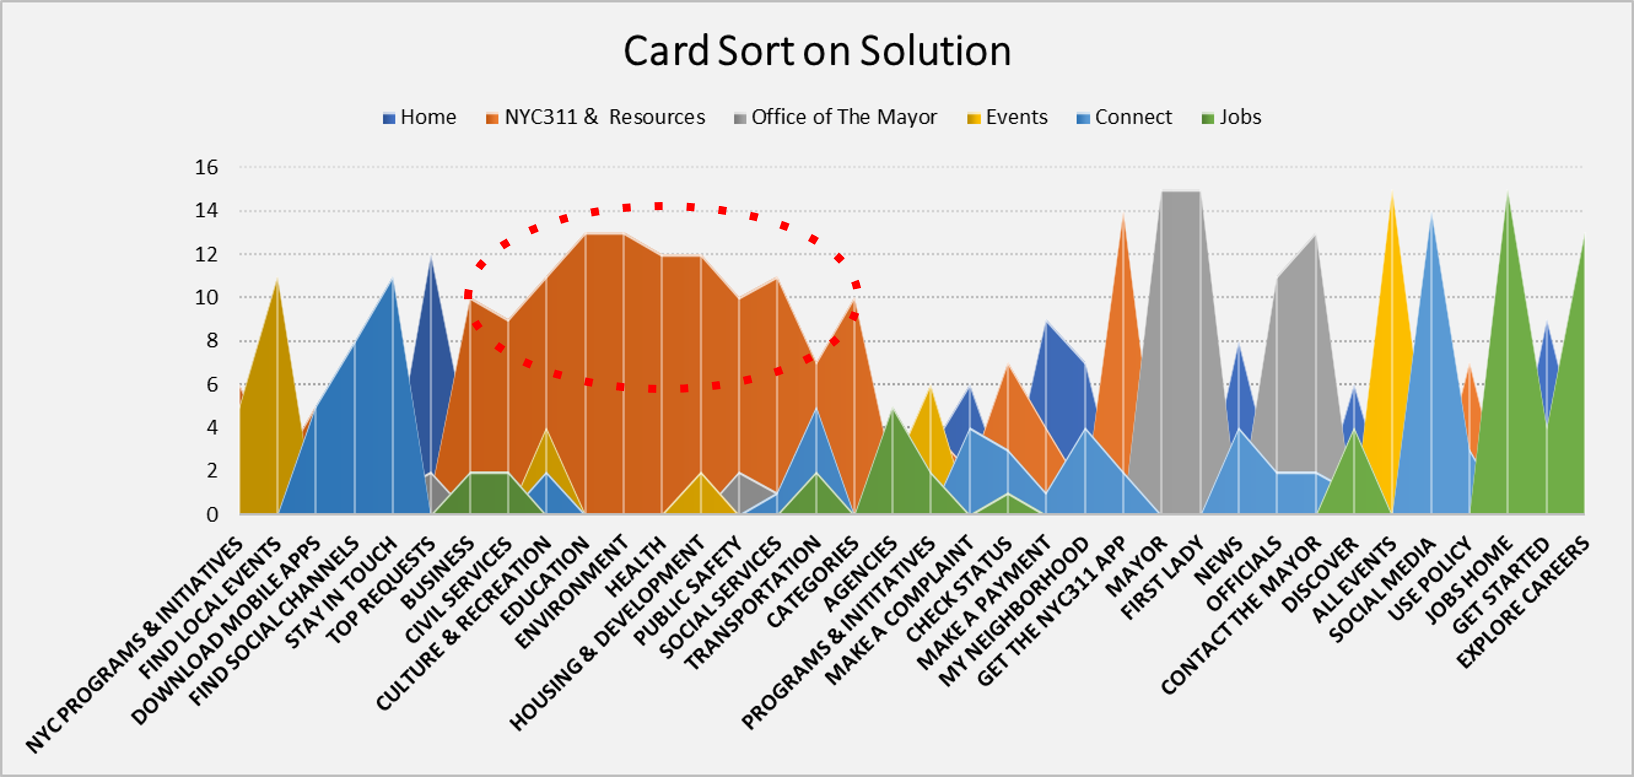 Card Sort on Solution
Home NYC311 & Resources Office of The Mayor Events Connect Jobs
16
14
12
10
8
6
4
2
0
NYC PROGRAMS & INITIATIVES
FIND LOCAL EVENTS
DOWNLOAD MOBILE APPS
FIND SOCIAL CHANNELS
STAY IN TOUCH
TOP REQUESTS
BUSINESS
CIVIL SERVICES
CULTURE & RECREATION
EDUCATION
ENVIRONMENT
HEALTH
HOUSING & DEVELOPMENT
PUBLIC SAFETY
SOCIAL SERVICES
TRANSPORTATION
CATEGORIES
AGENCIES
PROGRAMS & INITITATIVES
MAKE A COMPLAINT
CHECK STATUS
MAKE A PAYMENT
MY NEIGHBORHOOD
GET THE NYC311 APP
MAYOR
FIRST LADY
NEWS
OFFICIALS
CONTACT THE MAYOR
DISCOVER
ALL EVENTS
SOCIAL MEDIA
USE POLICY
JOBS HOME
GET STARTED
EXPLORE CAREERS